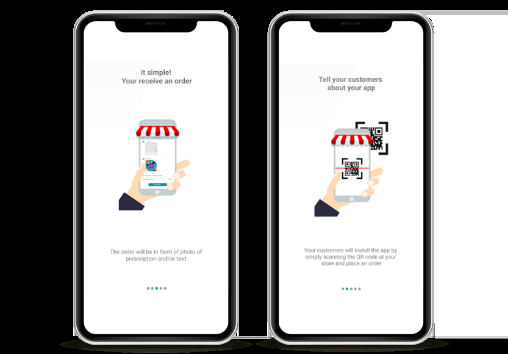 It simple!
Your receive an order
The order will be in form of photo of
prescription and/or text.
Tell your customers
about your app
Your customers will install the app by
simply scanning the QR code at your
store and place an order